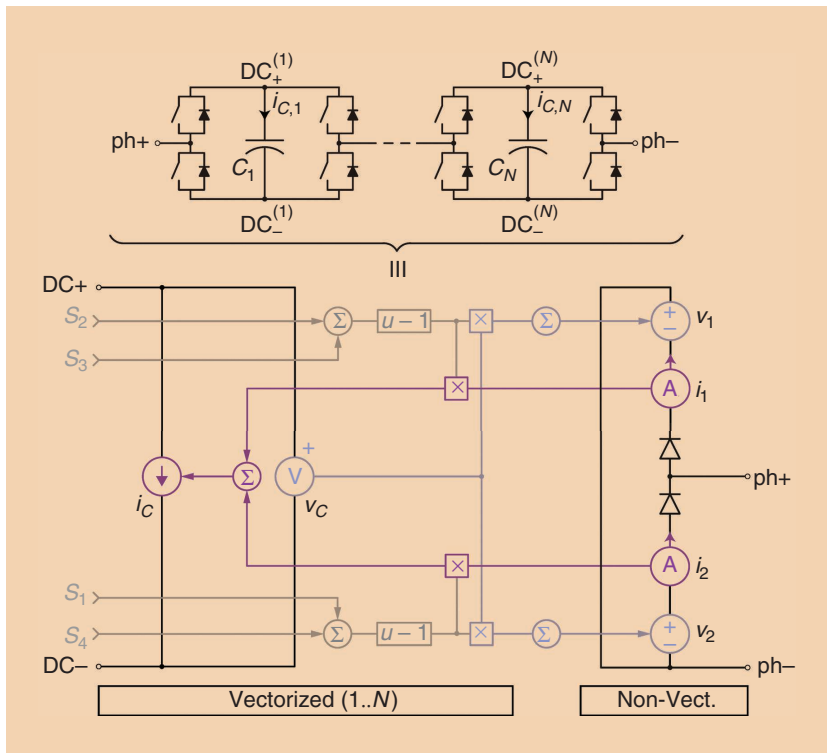 DC₊⁽¹⁾ DC₊⁽ᴺ⁾
i_C,1 i_C,N
ph+ ph−
C₁ C_N
DC₋⁽¹⁾ DC₋⁽ᴺ⁾
III
DC+
S₂ Σ u − 1 × Σ + − v₁
S₃
× A i₁
+
Σ V ph+
i_C v_C
× A i₂
S₁
S₄ Σ u − 1 × Σ + − v₂
DC− ph−
Vectorized (1..N) Non-Vect.